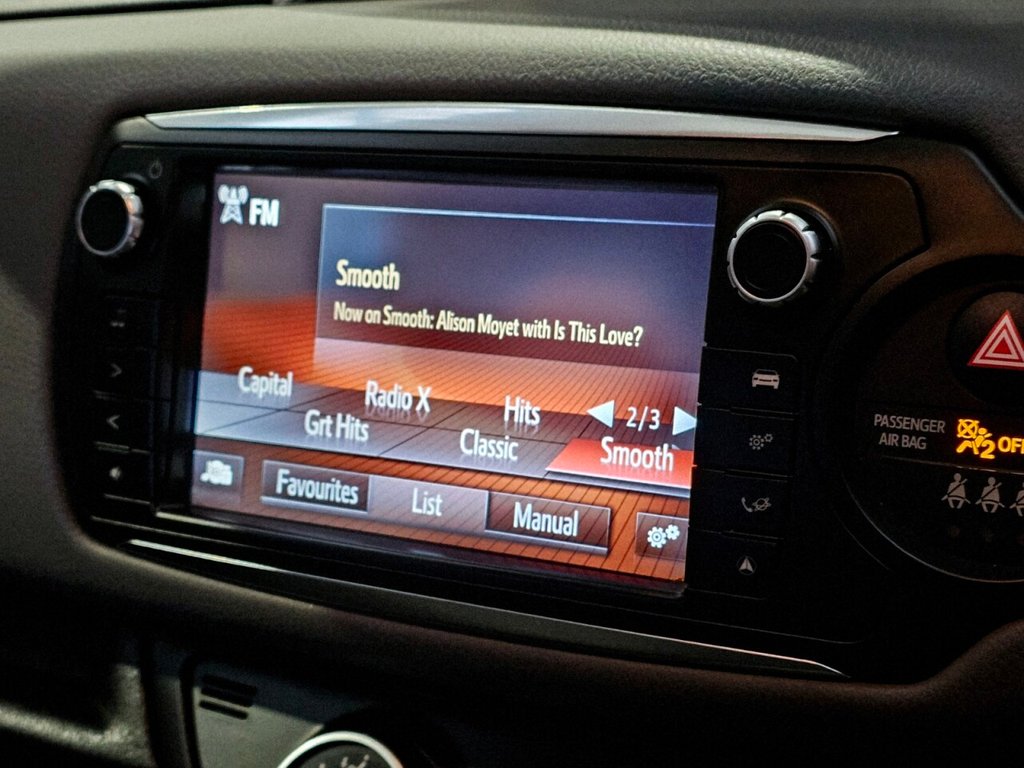 FM
Smooth
Now on Smooth: Alison Moyet with Is This Love?
Capital
Radio X
Hits
2/3
Grt Hits
Classic
Smooth
Favourites
List
Manual
PASSENGER
AIR BAG
2 OFF